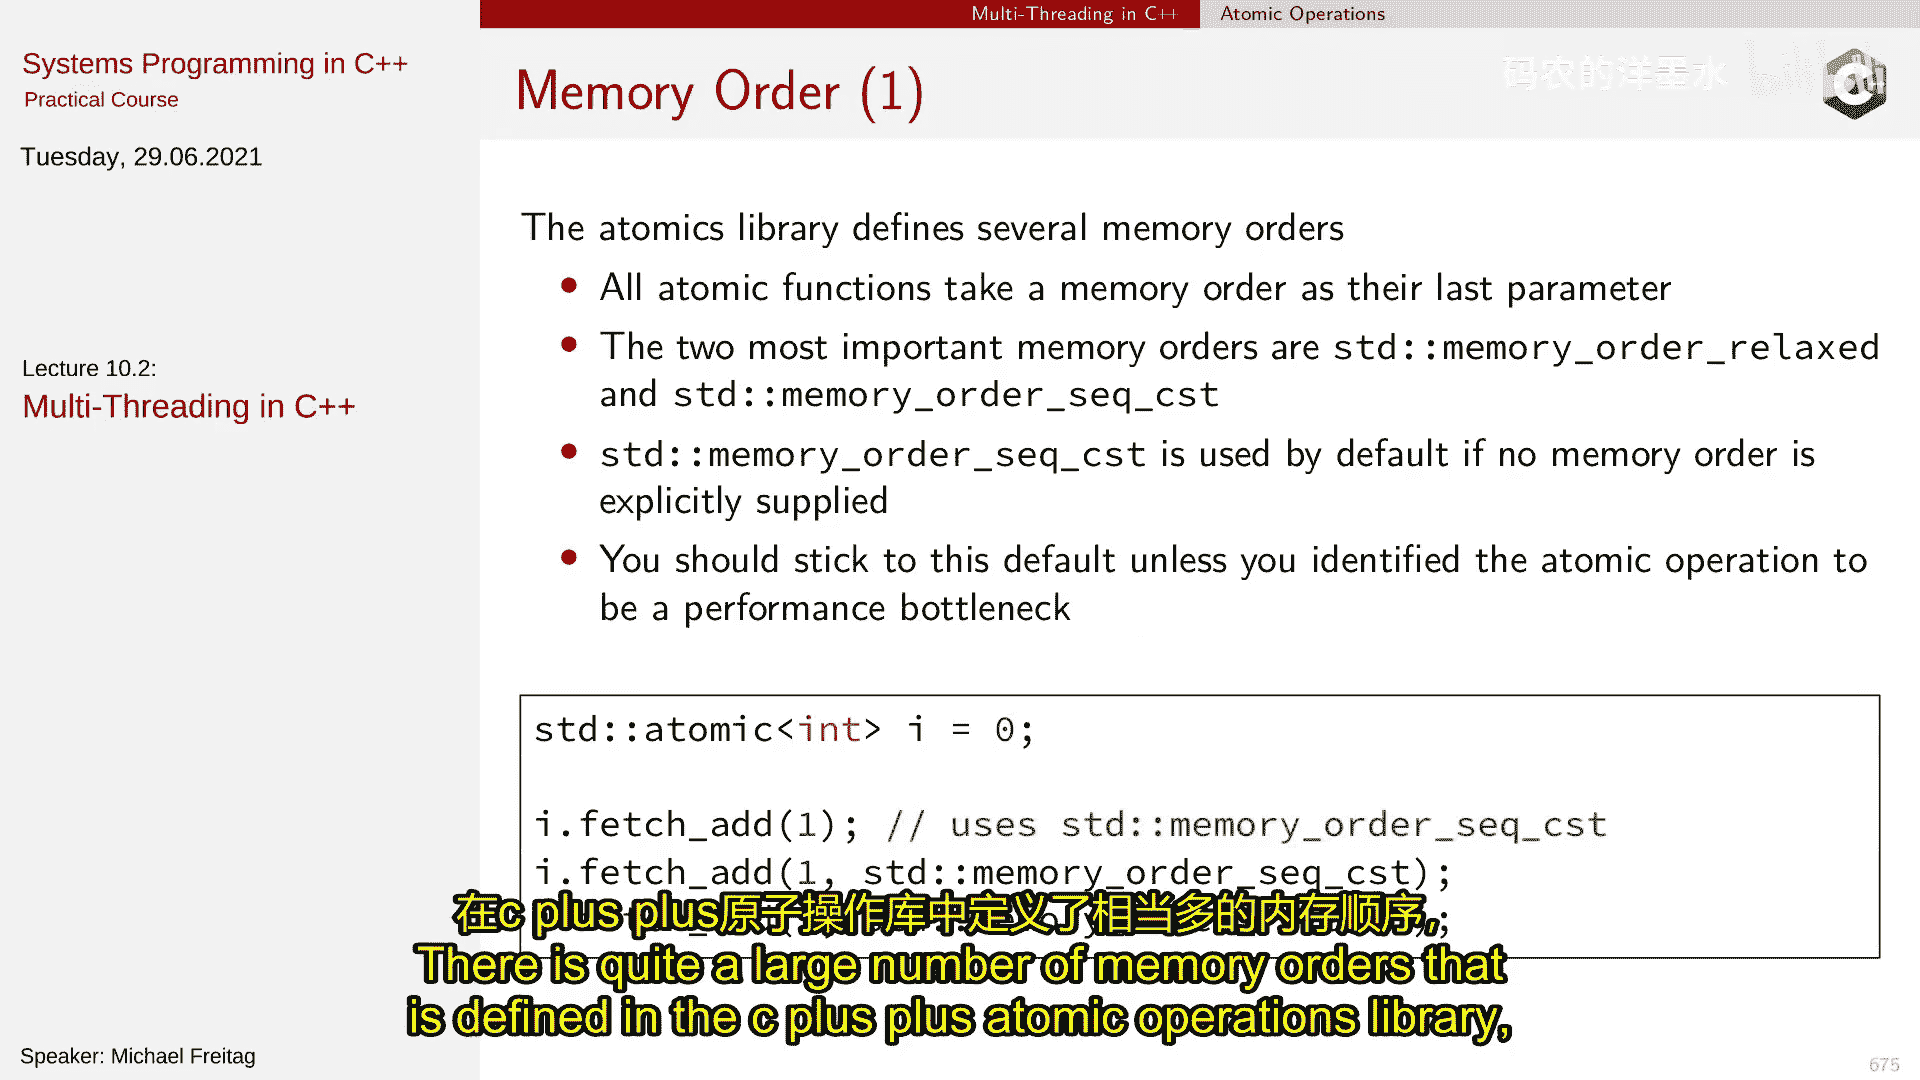 Multi-Threading in C++
Atomic Operations
Systems Programming in C++
Practical Course
Tuesday, 29.06.2021
Lecture 10.2:
Multi-Threading in C++
Speaker: Michael Freitag
Memory Order (1)
码农的洋墨水
The atomics library defines several memory orders
• All atomic functions take a memory order as their last parameter
• The two most important memory orders are std::memory_order_relaxed
and std::memory_order_seq_cst
• std::memory_order_seq_cst is used by default if no memory order is
explicitly supplied
• You should stick to this default unless you identified the atomic operation to
be a performance bottleneck
std::atomic<int> i = 0;
i.fetch_add(1); // uses std::memory_order_seq_cst
i.fetch_add(1, std::memory_order_seq_cst);
在c plus plus原子操作库中定义了相当多的内存顺序,
There is quite a large number of memory orders that
is defined in the c plus plus atomic operations library,
675